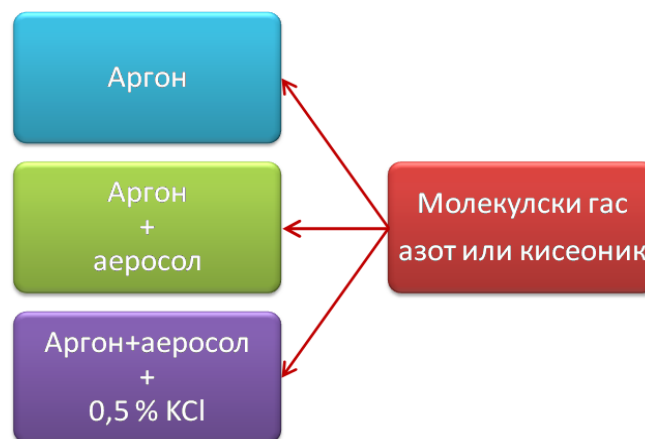 Аргон
Аргон
+
аеросол
Аргон+аеросол
+
0,5 % KCl
Молекулски гас
азот или кисеоник